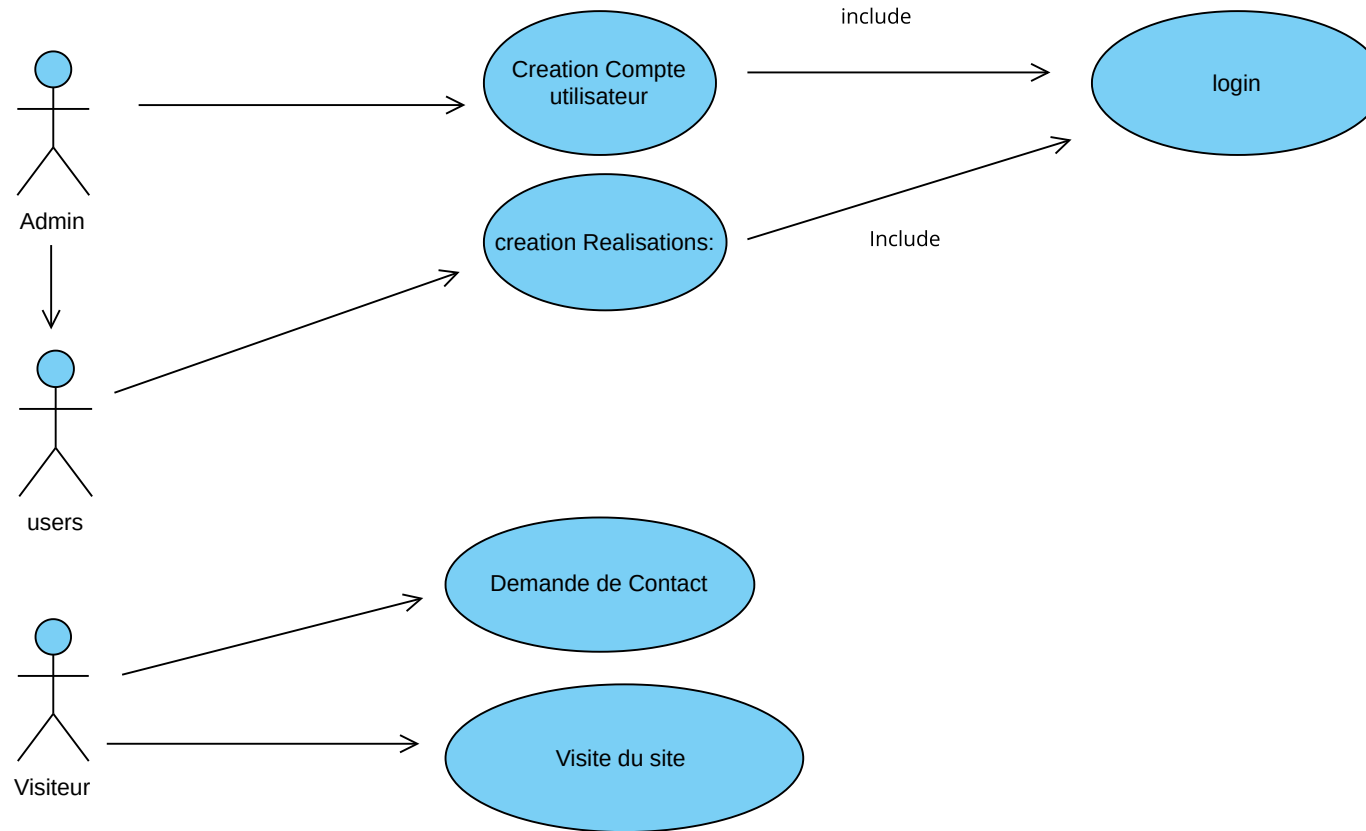 include
Creation Compte
utilisateur
login
Admin
creation Realisations:
Include
users
Demande de Contact
Visite du site
Visiteur